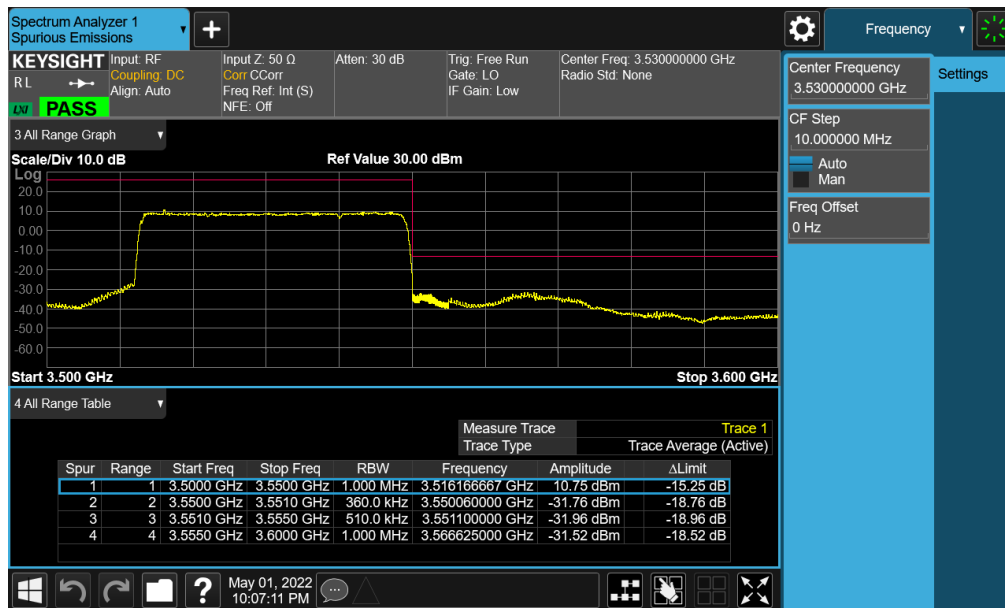 Spectrum Analyzer 1
Spurious Emissions
Frequency
KEYSIGHT
RL
LXI PASS
Input: RF
Coupling: DC
Align: Auto
Input Z: 50 Ω
Corr CCorr
Freq Ref: Int (S)
NFE: Off
Atten: 30 dB
Trig: Free Run
Gate: LO
IF Gain: Low
Center Freq: 3.530000000 GHz
Radio Std: None
Center Frequency
3.530000000 GHz
Settings
CF Step
10.000000 MHz
Auto
Man
Freq Offset
0 Hz
3 All Range Graph
Scale/Div 10.0 dB
Ref Value 30.00 dBm
Log
20.0
10.0
0.00
-10.0
-20.0
-30.0
-40.0
-50.0
-60.0
Start 3.500 GHz
Stop 3.600 GHz
4 All Range Table
Measure Trace Trace 1
Trace Type Trace Average (Active)
Spur Range Start Freq Stop Freq RBW Frequency Amplitude ΔLimit
1 1 3.5000 GHz 3.5500 GHz 1.000 MHz 3.516166667 GHz 10.75 dBm -15.25 dB
2 2 3.5500 GHz 3.5510 GHz 360.0 kHz 3.550060000 GHz -31.76 dBm -18.76 dB
3 3 3.5510 GHz 3.5550 GHz 510.0 kHz 3.551100000 GHz -31.96 dBm -18.96 dB
4 4 3.5550 GHz 3.6000 GHz 1.000 MHz 3.566625000 GHz -31.52 dBm -18.52 dB
May 01, 2022
10:07:11 PM